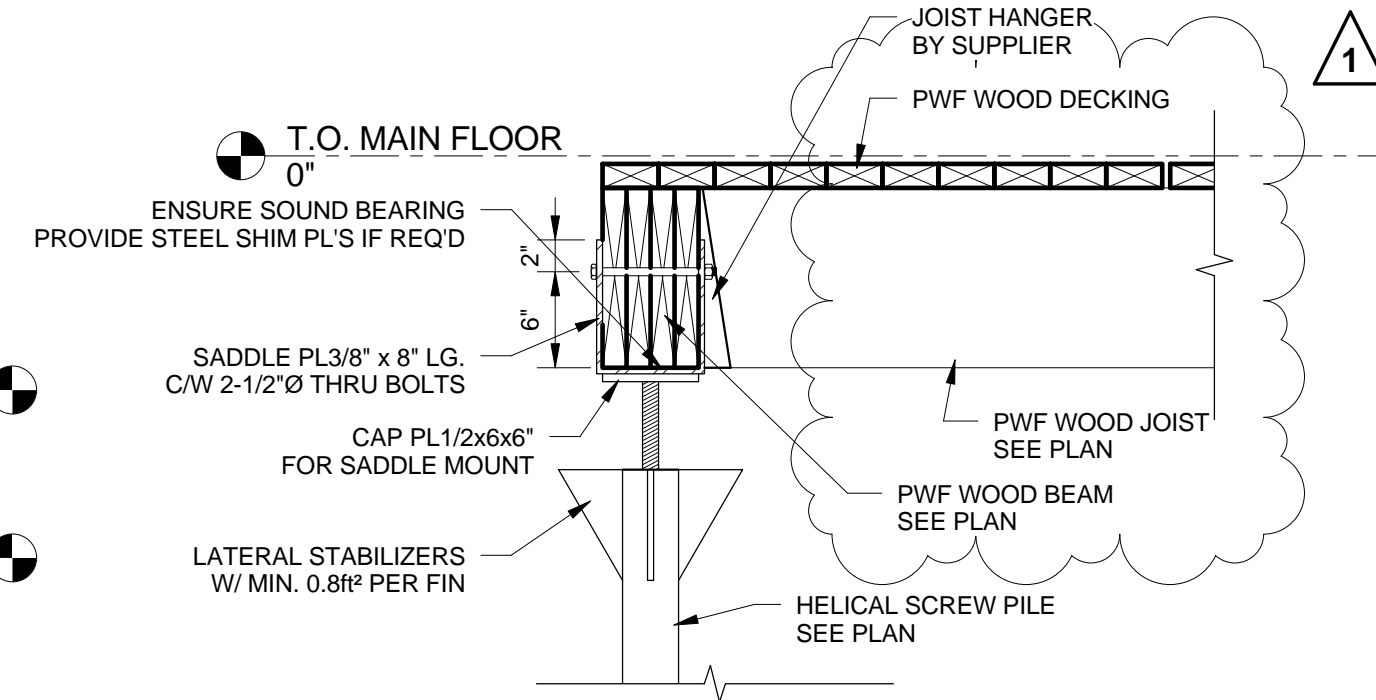 JOIST HANGER
BY SUPPLIER
1
PWF WOOD DECKING
T.O. MAIN FLOOR
0"
ENSURE SOUND BEARING
PROVIDE STEEL SHIM PL'S IF REQ'D
2"
6"
SADDLE PL3/8" x 8" LG.
C/W 2-1/2"Ø THRU BOLTS
CAP PL1/2x6x6"
FOR SADDLE MOUNT
PWF WOOD JOIST
SEE PLAN
PWF WOOD BEAM
SEE PLAN
LATERAL STABILIZERS
W/ MIN. 0.8ft² PER FIN
HELICAL SCREW PILE
SEE PLAN